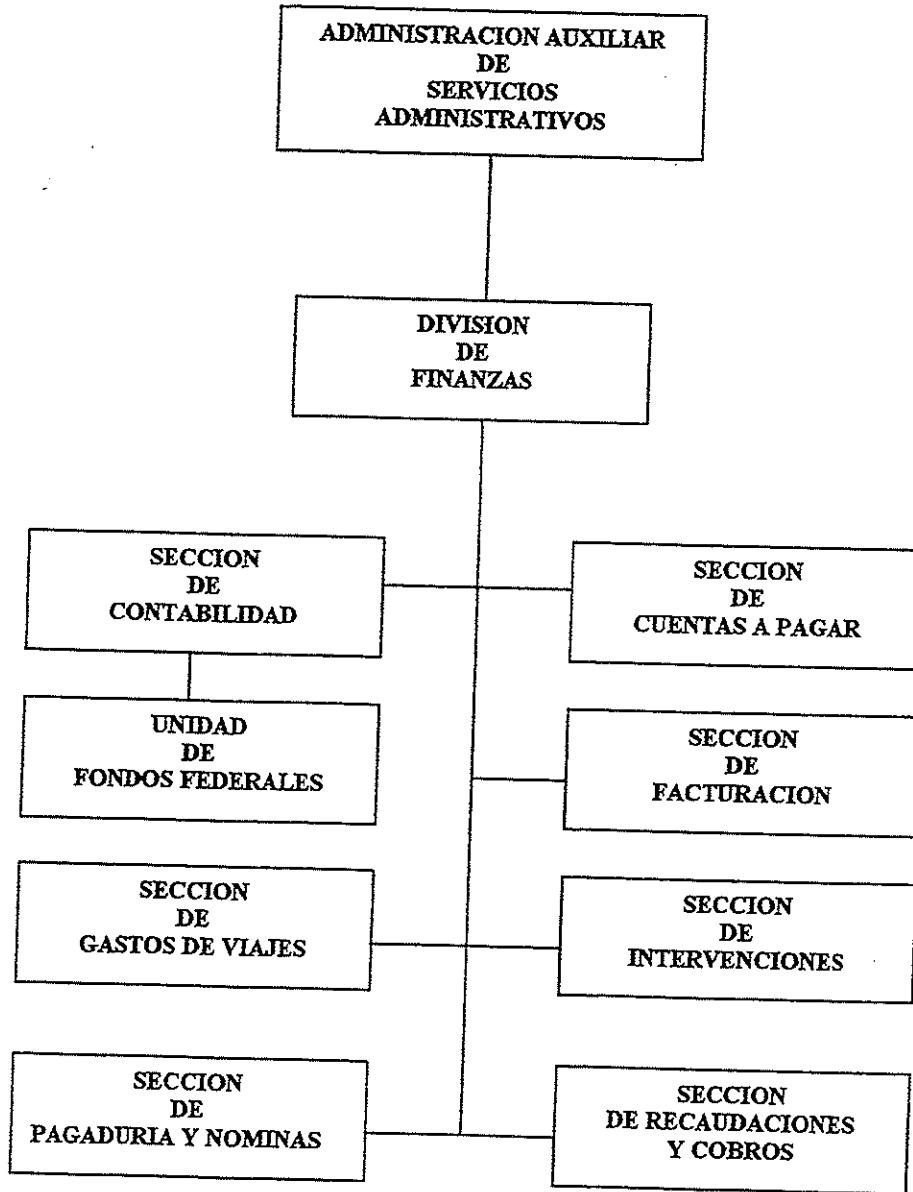 ADMINISTRACION AUXILIAR
DE
SERVICIOS
ADMINISTRATIVOS
DIVISION
DE
FINANZAS
SECCION
DE
CONTABILIDAD
SECCION
DE
CUENTAS A PAGAR
UNIDAD
DE
FONDOS FEDERALES
SECCION
DE
FACTURACION
SECCION
DE
GASTOS DE VIAJES
SECCION
DE
INTERVENCIONES
SECCION
DE
PAGADURIA Y NOMINAS
SECCION
DE RECAUDACIONES
Y COBROS